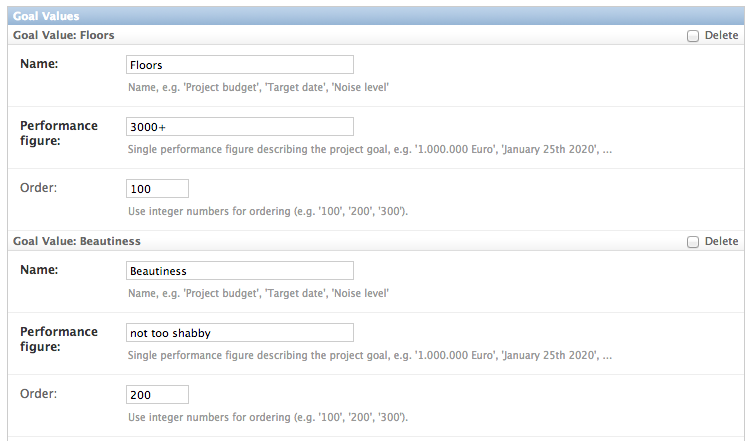 Goal Values
Goal Value: Floors Delete
Name: Floors
Name, e.g. 'Project budget', 'Target date', 'Noise level'
Performance figure: 3000+
Single performance figure describing the project goal, e.g. '1.000.000 Euro', 'January 25th 2020', ...
Order: 100
Use integer numbers for ordering (e.g. '100', '200', '300').
Goal Value: Beautiness Delete
Name: Beautiness
Name, e.g. 'Project budget', 'Target date', 'Noise level'
Performance figure: not too shabby
Single performance figure describing the project goal, e.g. '1.000.000 Euro', 'January 25th 2020', ...
Order: 200
Use integer numbers for ordering (e.g. '100', '200', '300').